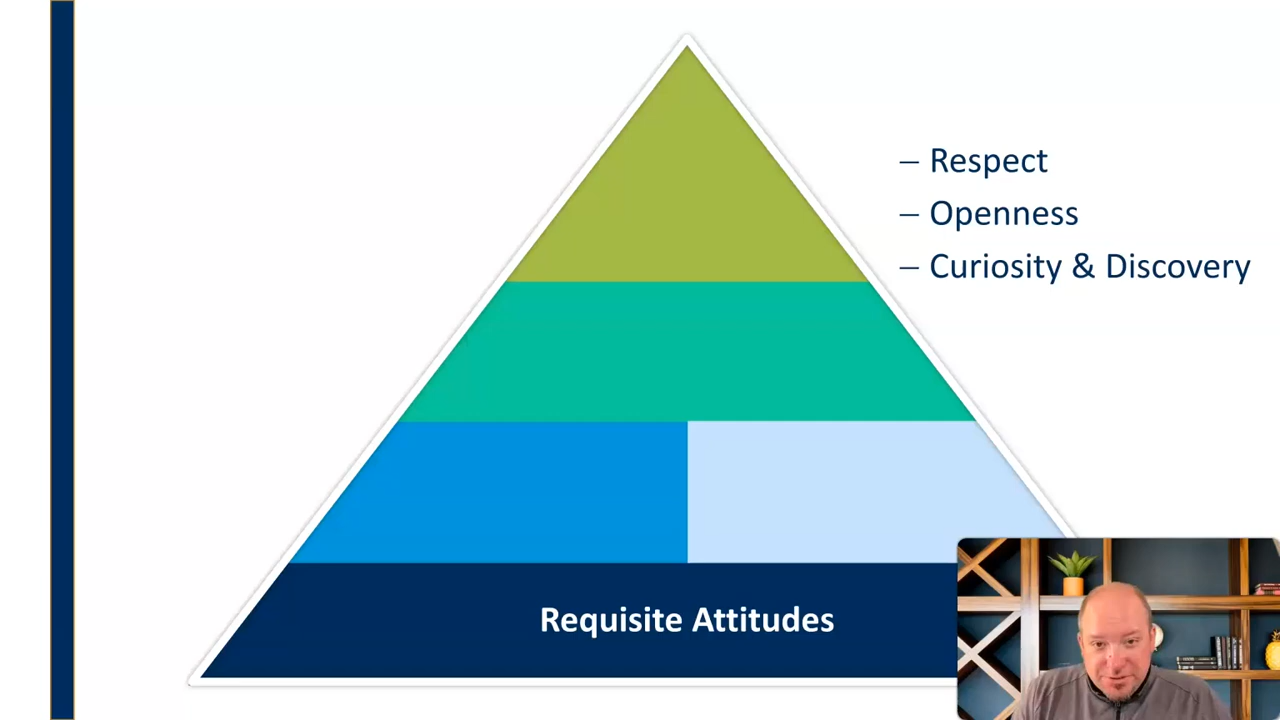 – Respect
– Openness
– Curiosity & Discovery
Requisite Attitudes